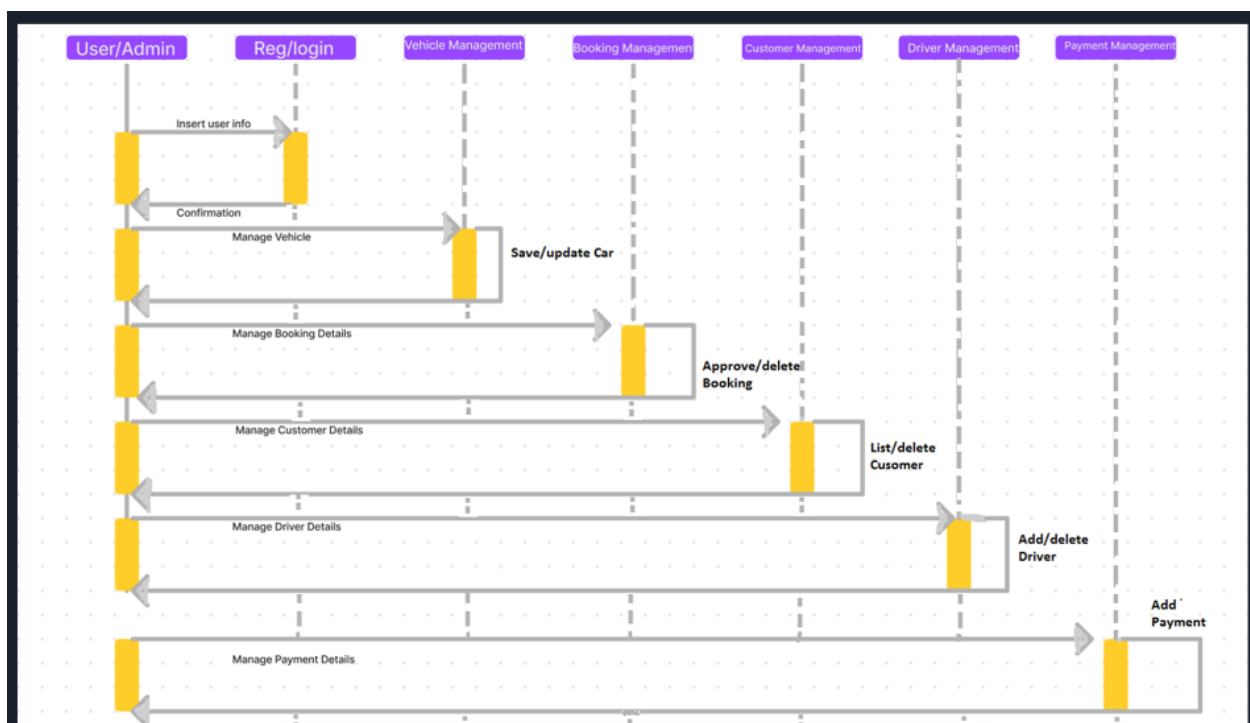 User/Admin
Reg/login
Vehicle Management
Booking Management
Customer Management
Driver Management
Payment Management
Insert user info
Confirmation
Manage Vehicle
Save/update Car
Manage Booking Details
Approve/delete
Booking
Manage Customer Details
List/delete
Cusomer
Manage Driver Details
Add/delete
Driver
Add
Payment
Manage Payment Details